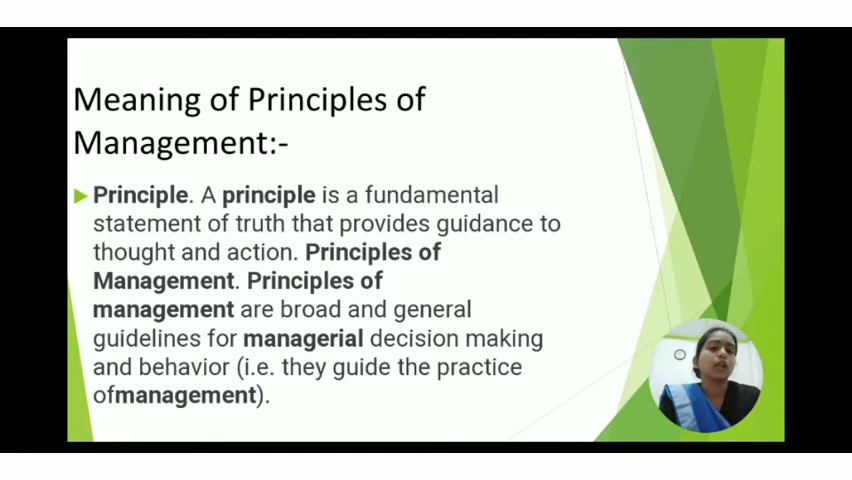 Meaning of Principles of
Management:-
Principle. A principle is a fundamental
statement of truth that provides guidance to
thought and action. Principles of
Management. Principles of
management are broad and general
guidelines for managerial decision making
and behavior (i.e. they guide the practice
ofmanagement).